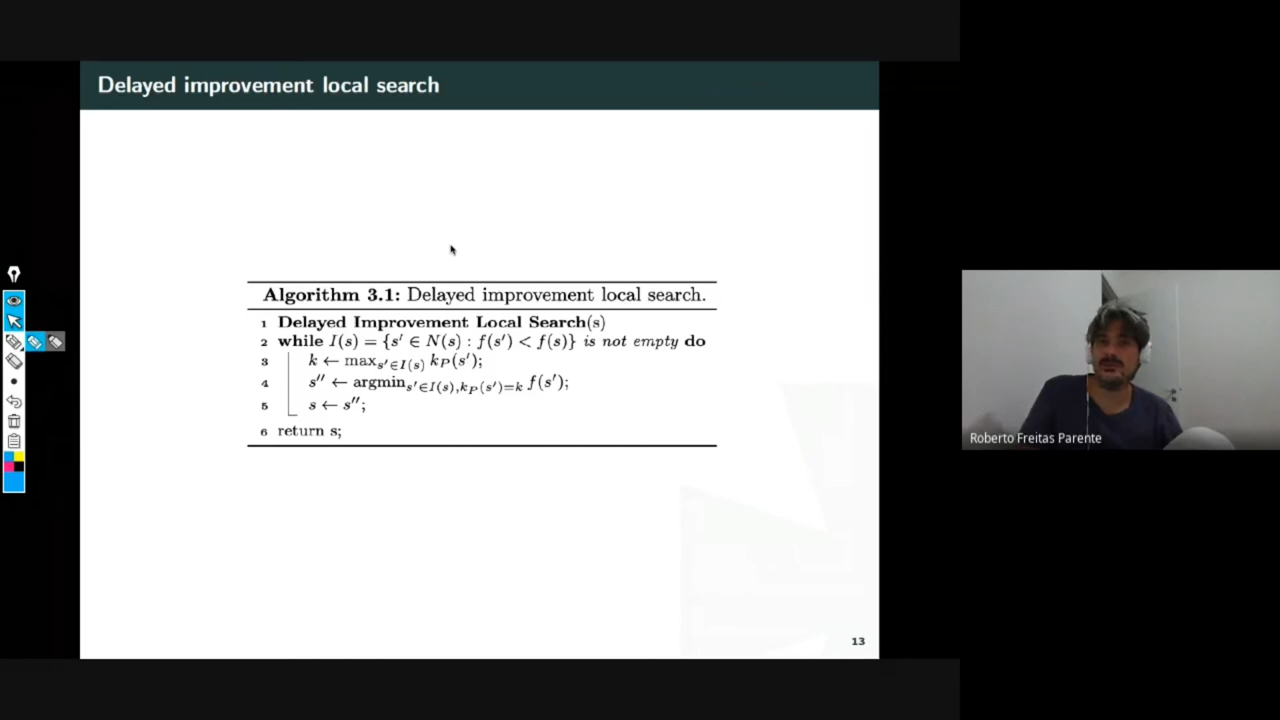 Delayed improvement local search
Algorithm 3.1: Delayed improvement local search.
1 Delayed Improvement Local Search(s)
2 while I(s) = {s′ ∈ N(s) : f(s′) < f(s)} is not empty do
3 k ← max_{s′∈I(s)} k_P(s′);
4 s″ ← argmin_{s′∈I(s),k_P(s′)=k} f(s′);
5 s ← s″;
6 return s;
13
Roberto Freitas Parente